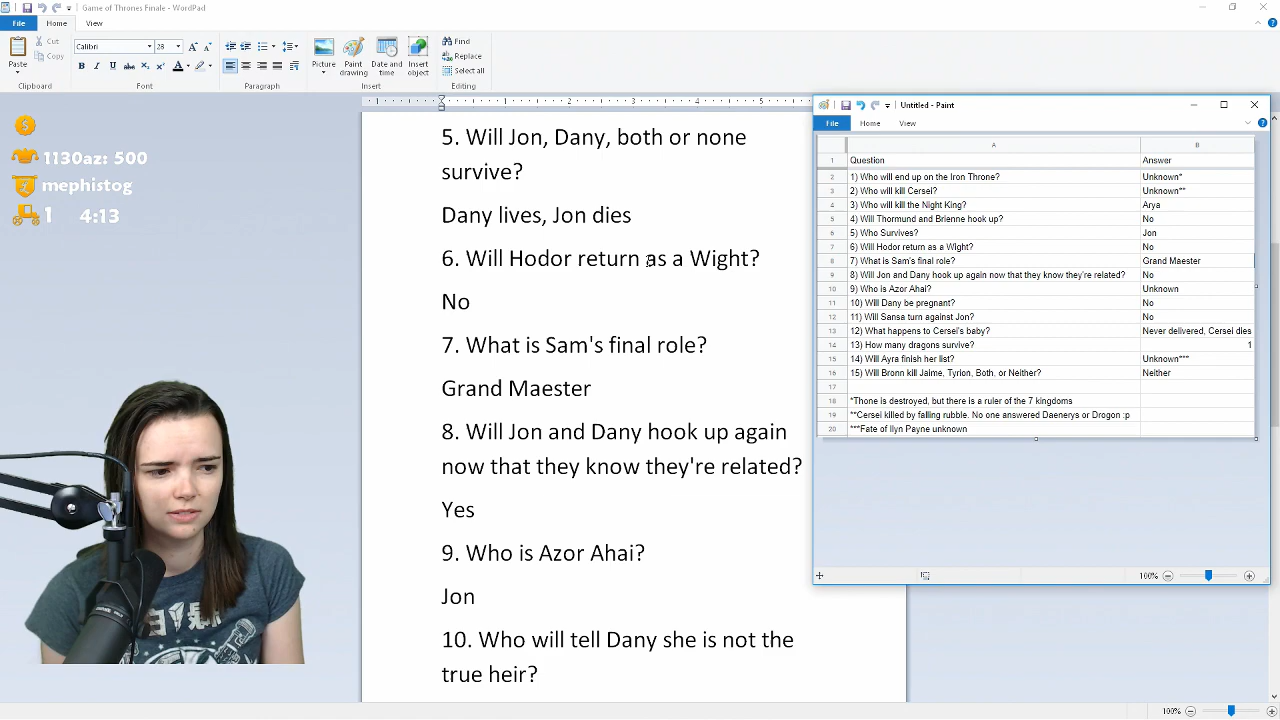 Game of Thrones Finale - WordPad
File
Home
View
Cut
Copy
Paste
Clipboard
Calibri
28
Font
Paragraph
Picture
Paint drawing
Date and time
Insert object
Insert
Find
Replace
Select all
Editing
1130az: 500
mephistog
1 4:13
5. Will Jon, Dany, both or none
survive?
Dany lives, Jon dies
6. Will Hodor return as a Wight?
No
7. What is Sam's final role?
Grand Maester
8. Will Jon and Dany hook up again
now that they know they're related?
Yes
9. Who is Azor Ahai?
Jon
10. Who will tell Dany she is not the
true heir?
Untitled - Paint
File
Home
View
A B
1 Question Answer
2 1) Who will end up on the Iron Throne? Unknown*
3 2) Who will kill Cersei? Unknown**
4 3) Who will kill the Night King? Arya
5 4) Will Thormund and Brienne hook up? No
6 5) Who Survives? Jon
7 6) Will Hodor return as a Wight? No
8 7) What is Sam's final role? Grand Maester
9 8) Will Jon and Dany hook up again now that they know they're related? No
10 9) Who is Azor Ahai? Unknown
11 10) Will Dany be pregnant? No
12 11) Will Sansa turn against Jon? No
13 12) What happens to Cersei's baby? Never delivered, Cersei dies
14 13) How many dragons survive? 1
15 14) Will Ayra finish her list? Unknown***
16 15) Will Bronn kill Jaime, Tyrion, Both, or Neither? Neither
17
18 *Thone is destroyed, but there is a ruler of the 7 kingdoms
19 **Cersei killed by falling rubble. No one answered Daenerys or Drogon :p
20 ***Fate of Ilyn Payne unknown
100%
100%